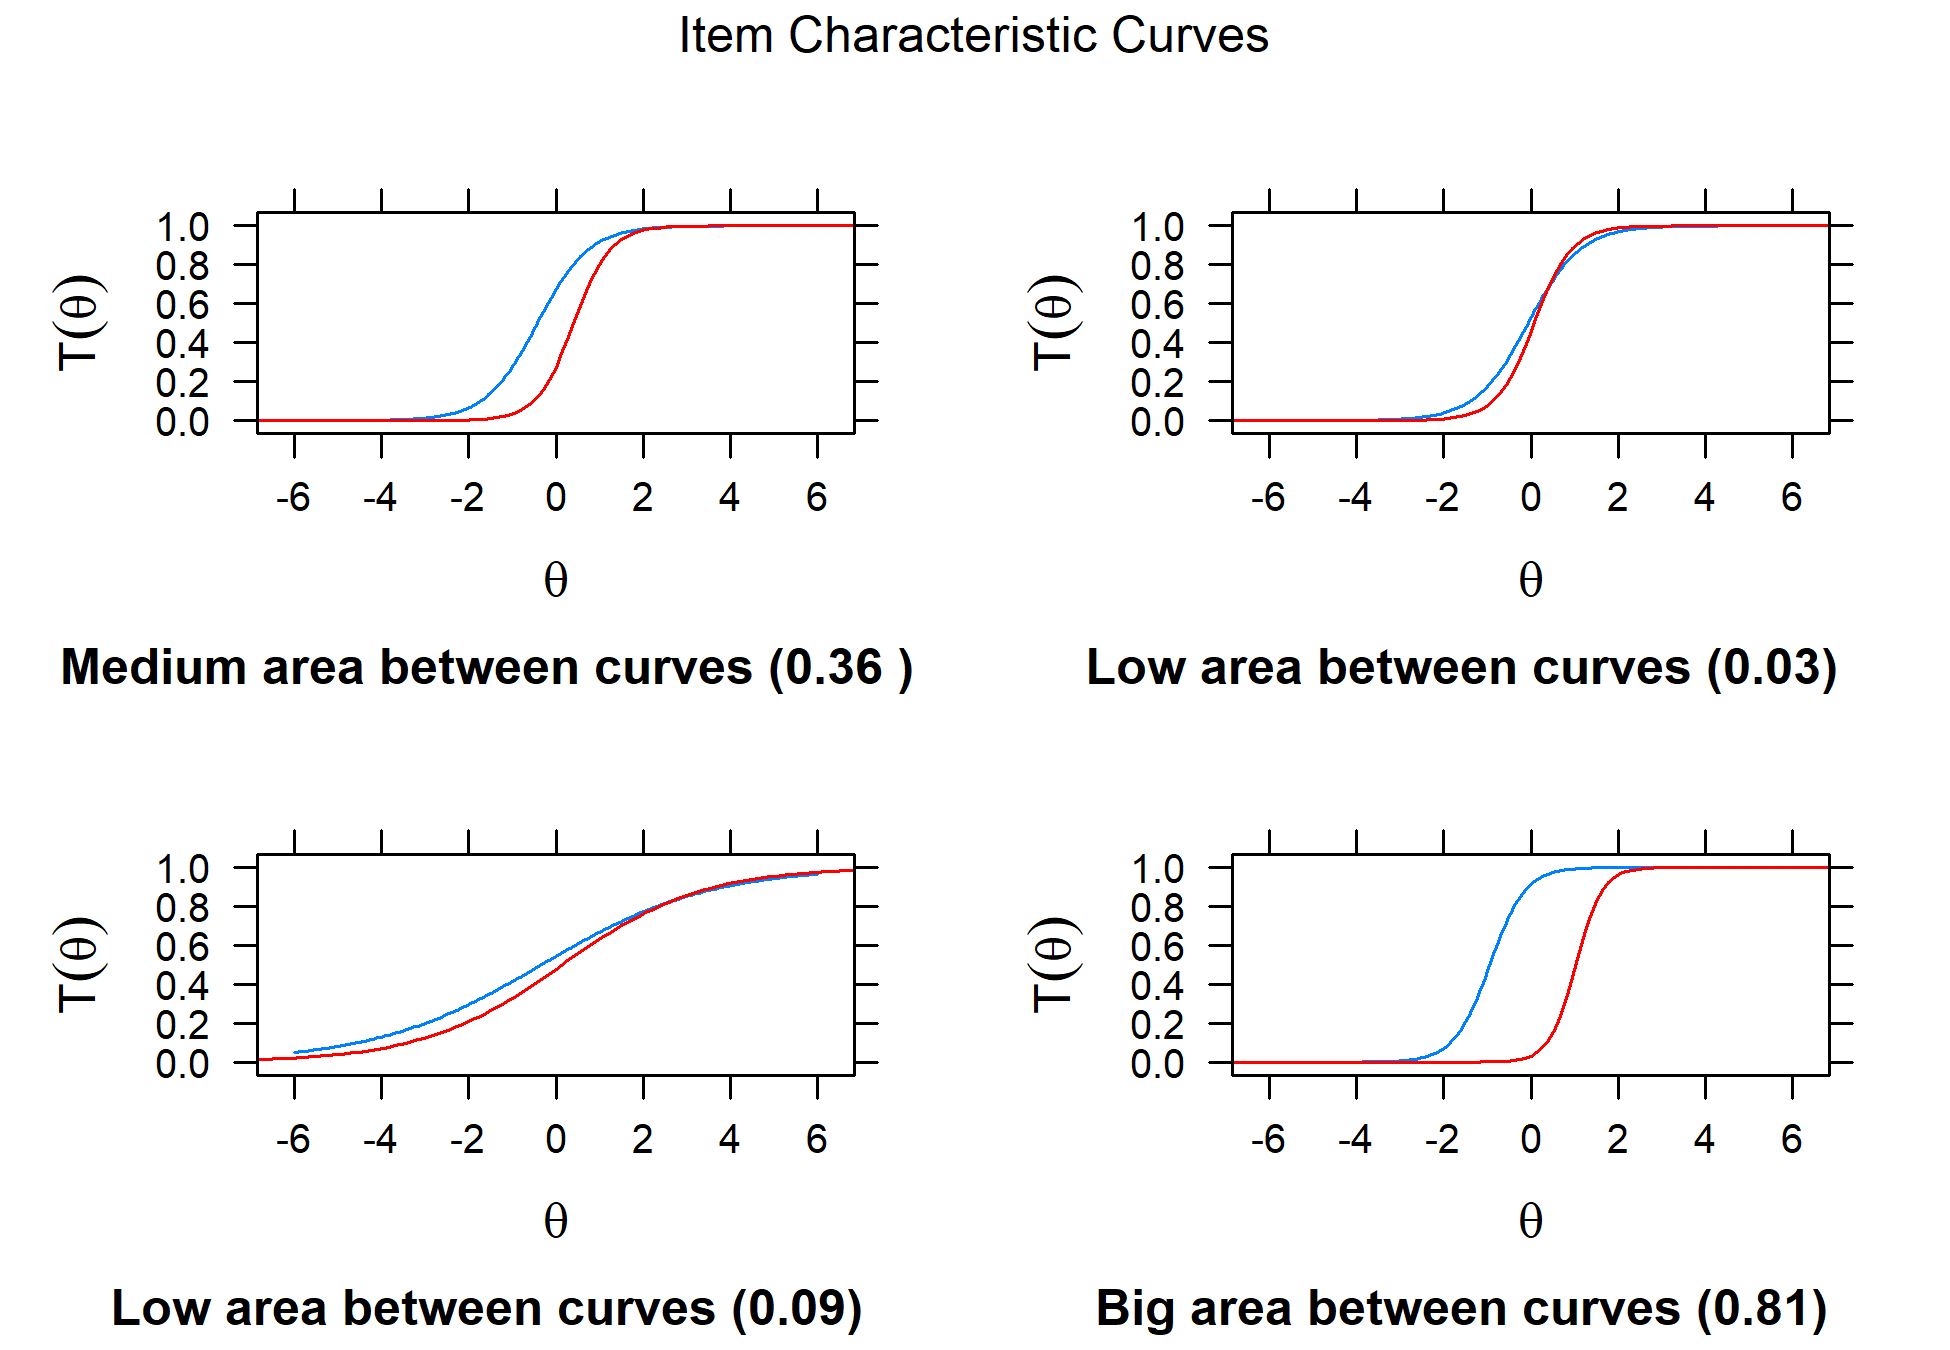 Item Characteristic Curves
T(θ)
1.0
0.8
0.6
0.4
0.2
0.0
-6 -4 -2 0 2 4 6
θ
Medium area between curves (0.36 )
T(θ)
1.0
0.8
0.6
0.4
0.2
0.0
-6 -4 -2 0 2 4 6
θ
Low area between curves (0.03)
T(θ)
1.0
0.8
0.6
0.4
0.2
0.0
-6 -4 -2 0 2 4 6
θ
Low area between curves (0.09)
T(θ)
1.0
0.8
0.6
0.4
0.2
0.0
-6 -4 -2 0 2 4 6
θ
Big area between curves (0.81)